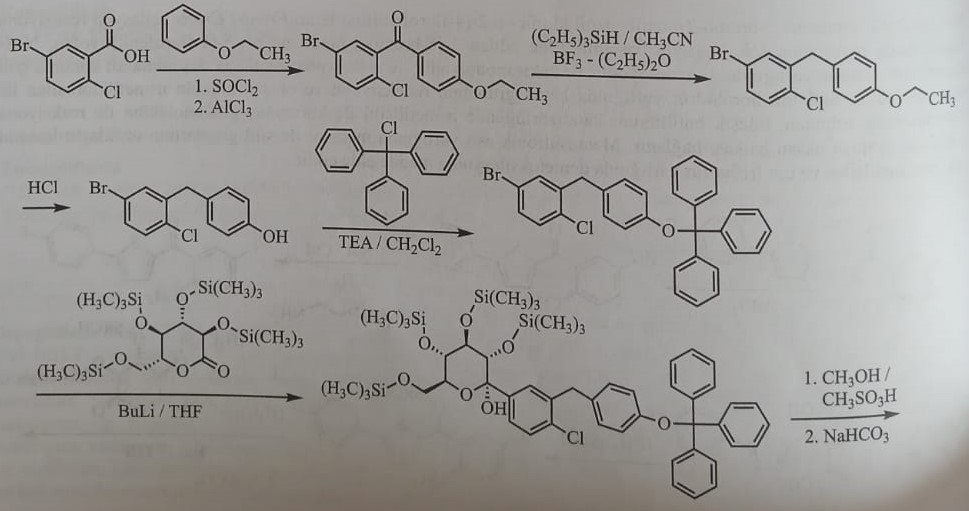 Br
O
OH
Cl
O
CH₃
1. SOCl₂
2. AlCl₃
Br
O
Cl
O
CH₃
(C₂H₅)₃SiH / CH₃CN
BF₃ - (C₂H₅)₂O
Br
Cl
O
CH₃
HCl
Br
Cl
OH
Cl
TEA / CH₂Cl₂
Br
Cl
O
(H₃C)₃Si
O
O
Si(CH₃)₃
O
Si(CH₃)₃
(H₃C)₃Si
O
O
O
BuLi / THF
(H₃C)₃Si
O
O
Si(CH₃)₃
Si(CH₃)₃
O
(H₃C)₃Si
O
O
OH
Cl
O
1. CH₃OH /
CH₃SO₃H
2. NaHCO₃